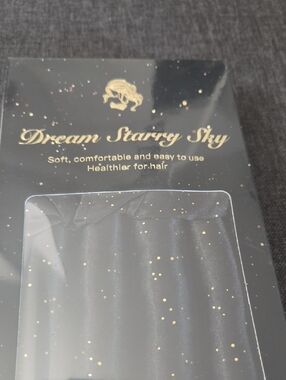 Dream Starry Sky
Soft, comfortable and easy to use
Healthier for hair